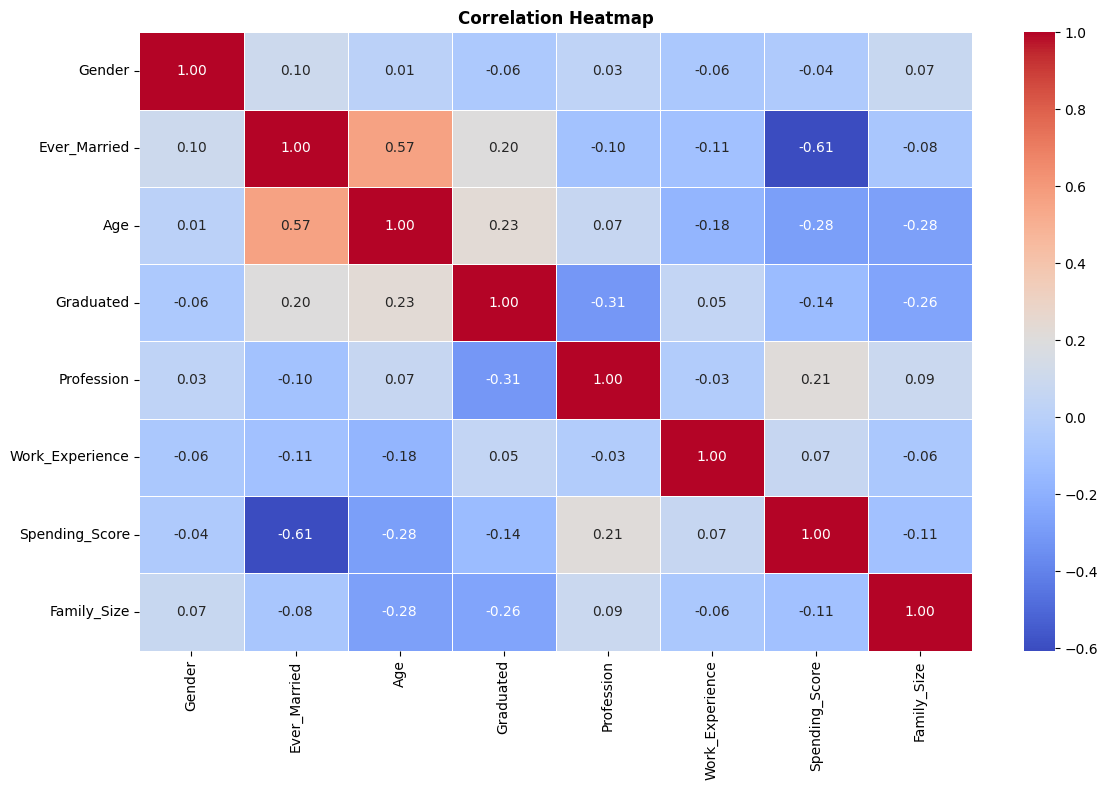 Correlation Heatmap
Gender 1.00 0.10 0.01 -0.06 0.03 -0.06 -0.04 0.07
Ever_Married 0.10 1.00 0.57 0.20 -0.10 -0.11 -0.61 -0.08
Age 0.01 0.57 1.00 0.23 0.07 -0.18 -0.28 -0.28
Graduated -0.06 0.20 0.23 1.00 -0.31 0.05 -0.14 -0.26
Profession 0.03 -0.10 0.07 -0.31 1.00 -0.03 0.21 0.09
Work_Experience -0.06 -0.11 -0.18 0.05 -0.03 1.00 0.07 -0.06
Spending_Score -0.04 -0.61 -0.28 -0.14 0.21 0.07 1.00 -0.11
Family_Size 0.07 -0.08 -0.28 -0.26 0.09 -0.06 -0.11 1.00
Gender
Ever_Married
Age
Graduated
Profession
Work_Experience
Spending_Score
Family_Size
1.0
0.8
0.6
0.4
0.2
0.0
−0.2
−0.4
−0.6